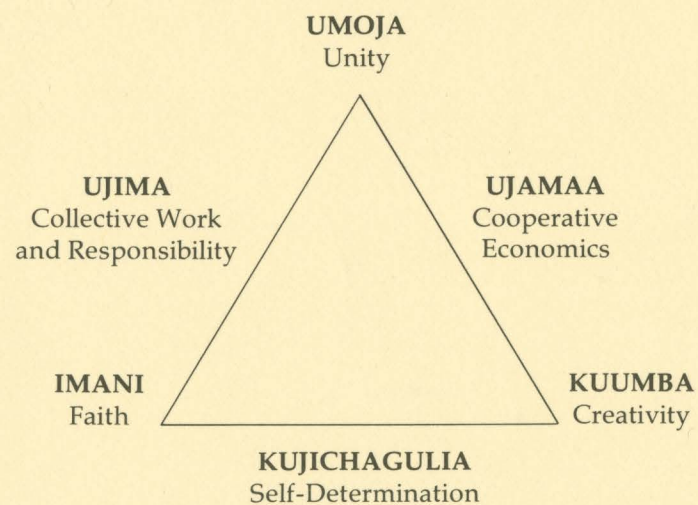 UMOJA
Unity
UJIMA
Collective Work
and Responsibility
UJAMAA
Cooperative
Economics
IMANI
Faith
KUUMBA
Creativity
KUJICHAGULIA
Self-Determination